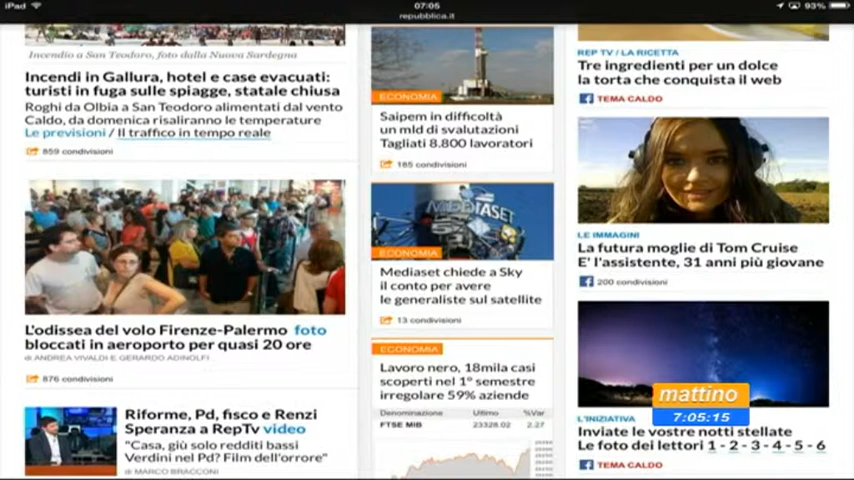 iPad
07:05
93%
repubblica.it
Incendio a San Teodoro, foto dalla Nuova Sardegna
Incendi in Gallura, hotel e case evacuati:
turisti in fuga sulle spiagge, statale chiusa
Roghi da Olbia a San Teodoro alimentati dal vento
Caldo, da domenica risaliranno le temperature
Le previsioni / Il traffico in tempo reale
859 condivisioni
L'odissea del volo Firenze-Palermo foto
bloccati in aeroporto per quasi 20 ore
di ANDREA VIVALDI E GERARDO ADINOLFI
876 condivisioni
Riforme, Pd, fisco e Renzi
Speranza a RepTv video
"Casa, giù solo redditi bassi
Verdini nel Pd? Film dell'orrore"
di MARCO BRACCONI
ECONOMIA
Saipem in difficoltà
un mld di svalutazioni
Tagliati 8.800 lavoratori
185 condivisioni
MEDIASET
ECONOMIA
Mediaset chiede a Sky
il conto per avere
le generaliste sul satellite
13 condivisioni
ECONOMIA
Lavoro nero, 18mila casi
scoperti nel 1° semestre
irregolare 59% aziende
Denominazione Ultimo %Var
FTSE MIB 23328.02 2.27
REP TV / LA RICETTA
Tre ingredienti per un dolce
la torta che conquista il web
TEMA CALDO
LE IMMAGINI
La futura moglie di Tom Cruise
E' l'assistente, 31 anni più giovane
200 condivisioni
mattino
7:05:15
L'INIZIATIVA
Inviate le vostre notti stellate
Le foto dei lettori 1 - 2 - 3 - 4 - 5 - 6
TEMA CALDO